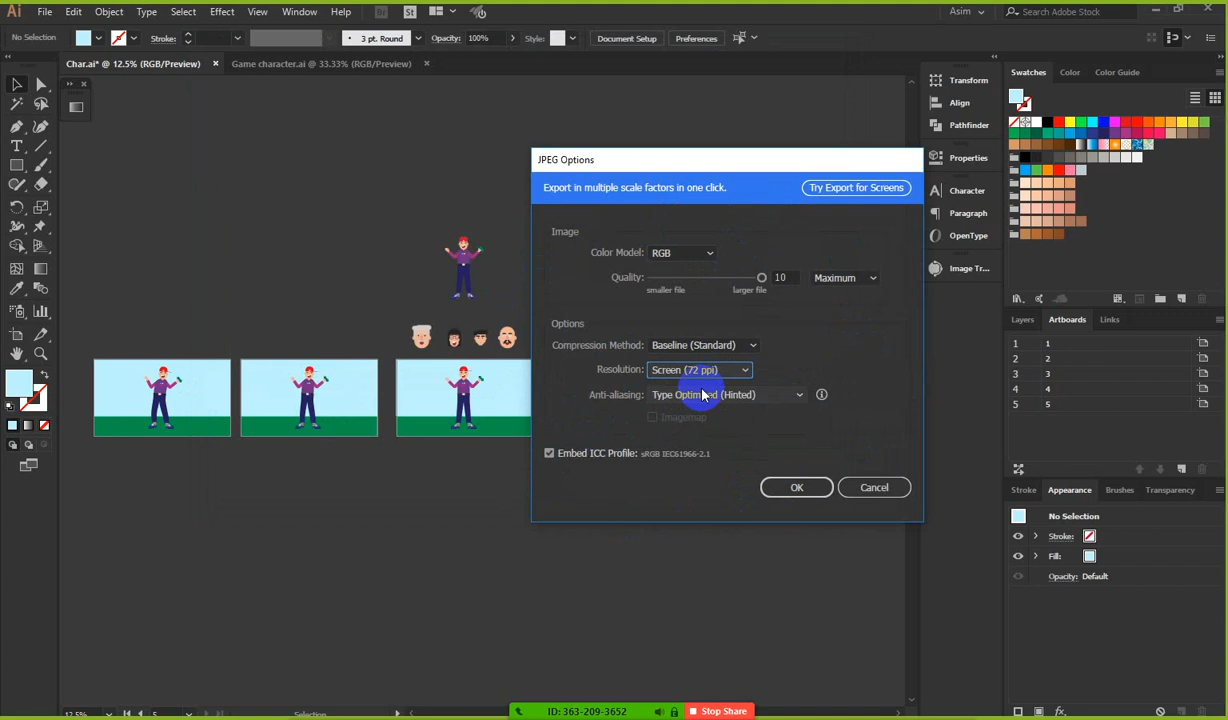 Ai File Edit Object Type Select Effect View Window Help Br St Asim Search Adobe Stock
No Selection Stroke: 3 pt. Round Opacity: 100% Style: Document Setup Preferences
Char.ai* @ 12.5% (RGB/Preview) × Game character.ai @ 33.33% (RGB/Preview) ×
Transform
Align
Pathfinder
Properties
Character
Paragraph
OpenType
Image Tr...
Swatches Color Color Guide
JPEG Options
Export in multiple scale factors in one click. Try Export for Screens
Image
Color Model: RGB
Quality: 10 Maximum
smaller file larger file
Options
Compression Method: Baseline (Standard)
Resolution: Screen (72 ppi)
Anti-aliasing: Type Optimized (Hinted)
Imagemap
Embed ICC Profile: sRGB IEC61966-2.1
OK Cancel
Layers Artboards Links
1 1
2 2
3 3
4 4
5 5
Stroke Appearance Brushes Transparency
No Selection
Stroke:
Fill:
Opacity: Default
12.5% 5 Selection
ID: 363-209-3652 Stop Share